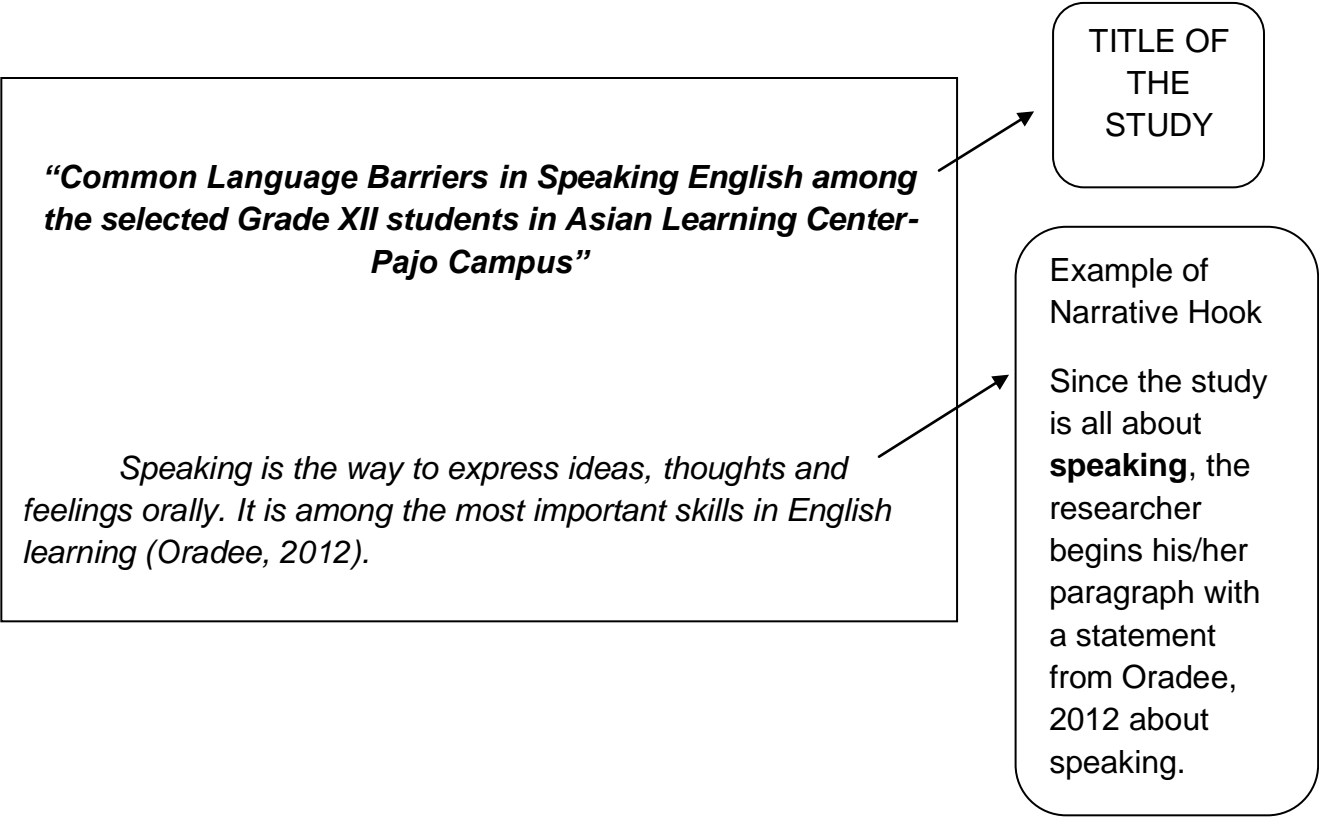 TITLE OF
THE
STUDY
“Common Language Barriers in Speaking English among
the selected Grade XII students in Asian Learning Center-
Pajo Campus”
Speaking is the way to express ideas, thoughts and
feelings orally. It is among the most important skills in English
learning (Oradee, 2012).
Example of
Narrative Hook
Since the study
is all about
speaking, the
researcher
begins his/her
paragraph with
a statement
from Oradee,
2012 about
speaking.